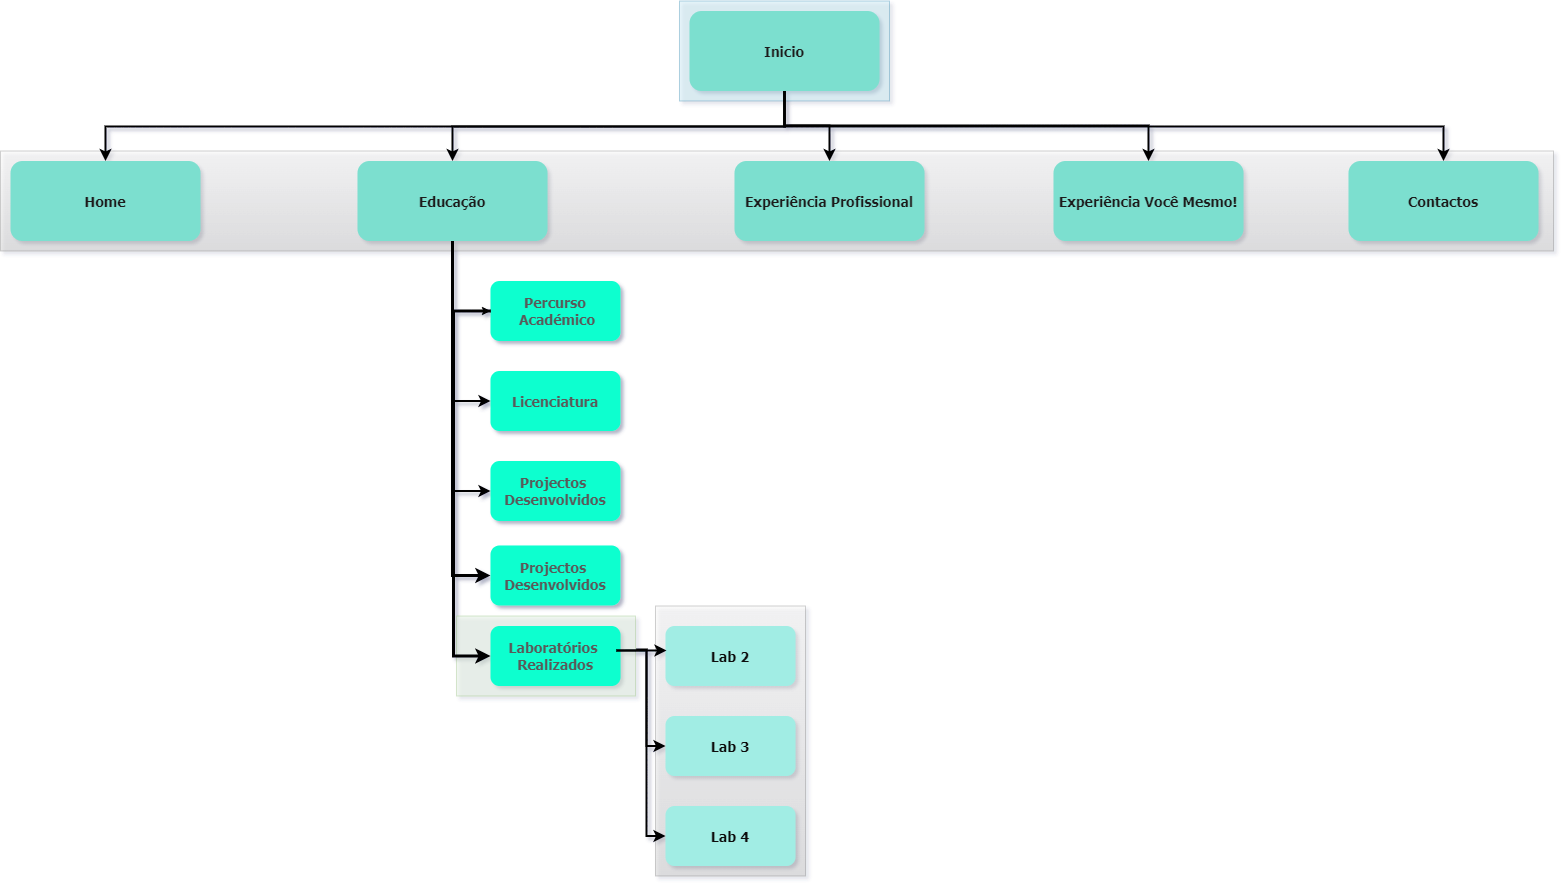 Inicio
Home
Educação
Experiência Profissional
Experiência Você Mesmo!
Contactos
Percurso
Académico
Licenciatura
Projectos
Desenvolvidos
Projectos
Desenvolvidos
Laboratórios
Realizados
Lab 2
Lab 3
Lab 4